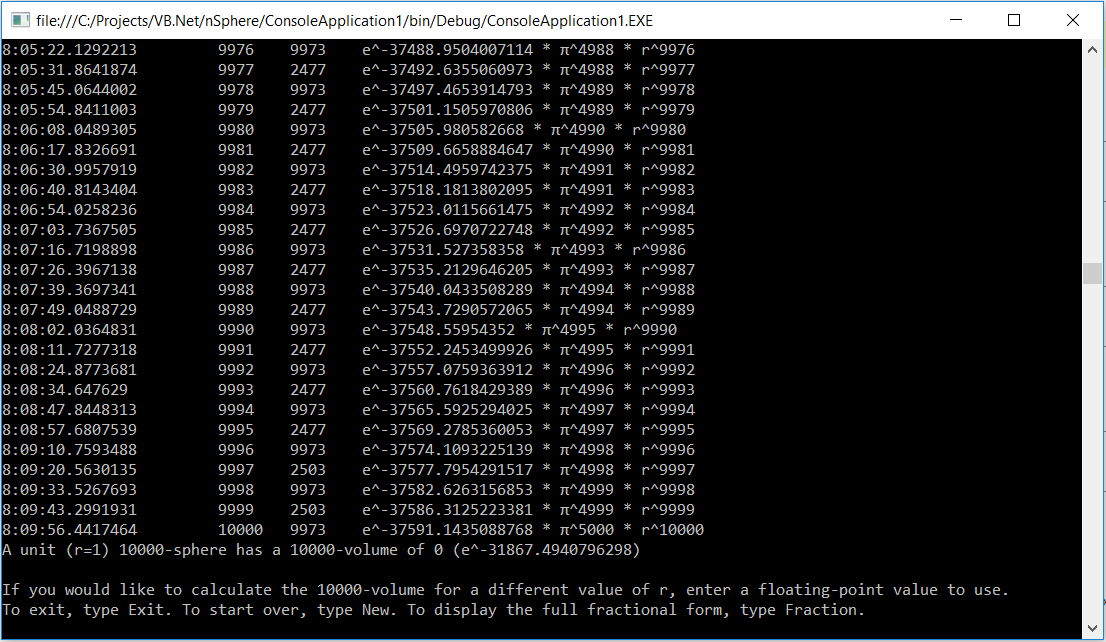 file:///C:/Projects/VB.Net/nSphere/ConsoleApplication1/bin/Debug/ConsoleApplication1.EXE
8:05:22.1292213 9976 9973 e^-37488.9504007114 * π^4988 * r^9976
8:05:31.8641874 9977 2477 e^-37492.6355060973 * π^4988 * r^9977
8:05:45.0644002 9978 9973 e^-37497.4653914793 * π^4989 * r^9978
8:05:54.8411003 9979 2477 e^-37501.1505970806 * π^4989 * r^9979
8:06:08.0489305 9980 9973 e^-37505.980582668 * π^4990 * r^9980
8:06:17.8326691 9981 2477 e^-37509.6658884647 * π^4990 * r^9981
8:06:30.9957919 9982 9973 e^-37514.4959742375 * π^4991 * r^9982
8:06:40.8143404 9983 2477 e^-37518.1813802095 * π^4991 * r^9983
8:06:54.0258236 9984 9973 e^-37523.0115661475 * π^4992 * r^9984
8:07:03.7367505 9985 2477 e^-37526.6970722748 * π^4992 * r^9985
8:07:16.7198898 9986 9973 e^-37531.527358358 * π^4993 * r^9986
8:07:26.3967138 9987 2477 e^-37535.2129646205 * π^4993 * r^9987
8:07:39.3697341 9988 9973 e^-37540.0433508289 * π^4994 * r^9988
8:07:49.0488729 9989 2477 e^-37543.7290572065 * π^4994 * r^9989
8:08:02.0364831 9990 9973 e^-37548.55954352 * π^4995 * r^9990
8:08:11.7277318 9991 2477 e^-37552.2453499926 * π^4995 * r^9991
8:08:24.8773681 9992 9973 e^-37557.0759363912 * π^4996 * r^9992
8:08:34.647629 9993 2477 e^-37560.7618429389 * π^4996 * r^9993
8:08:47.8448313 9994 9973 e^-37565.5925294025 * π^4997 * r^9994
8:08:57.6807539 9995 2477 e^-37569.2785360053 * π^4997 * r^9995
8:09:10.7593488 9996 9973 e^-37574.1093225139 * π^4998 * r^9996
8:09:20.5630135 9997 2503 e^-37577.7954291517 * π^4998 * r^9997
8:09:33.5267693 9998 9973 e^-37582.6263156853 * π^4999 * r^9998
8:09:43.2991931 9999 2503 e^-37586.3125223381 * π^4999 * r^9999
8:09:56.4417464 10000 9973 e^-37591.1435088768 * π^5000 * r^10000
A unit (r=1) 10000-sphere has a 10000-volume of 0 (e^-31867.4940796298)
If you would like to calculate the 10000-volume for a different value of r, enter a floating-point value to use.
To exit, type Exit. To start over, type New. To display the full fractional form, type Fraction.